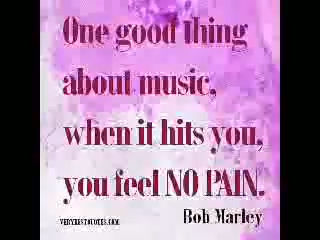 One good thing
about music,
when it hits you,
you feel NO PAIN.
VERYBESTQUOTES.COM
Bob Marley